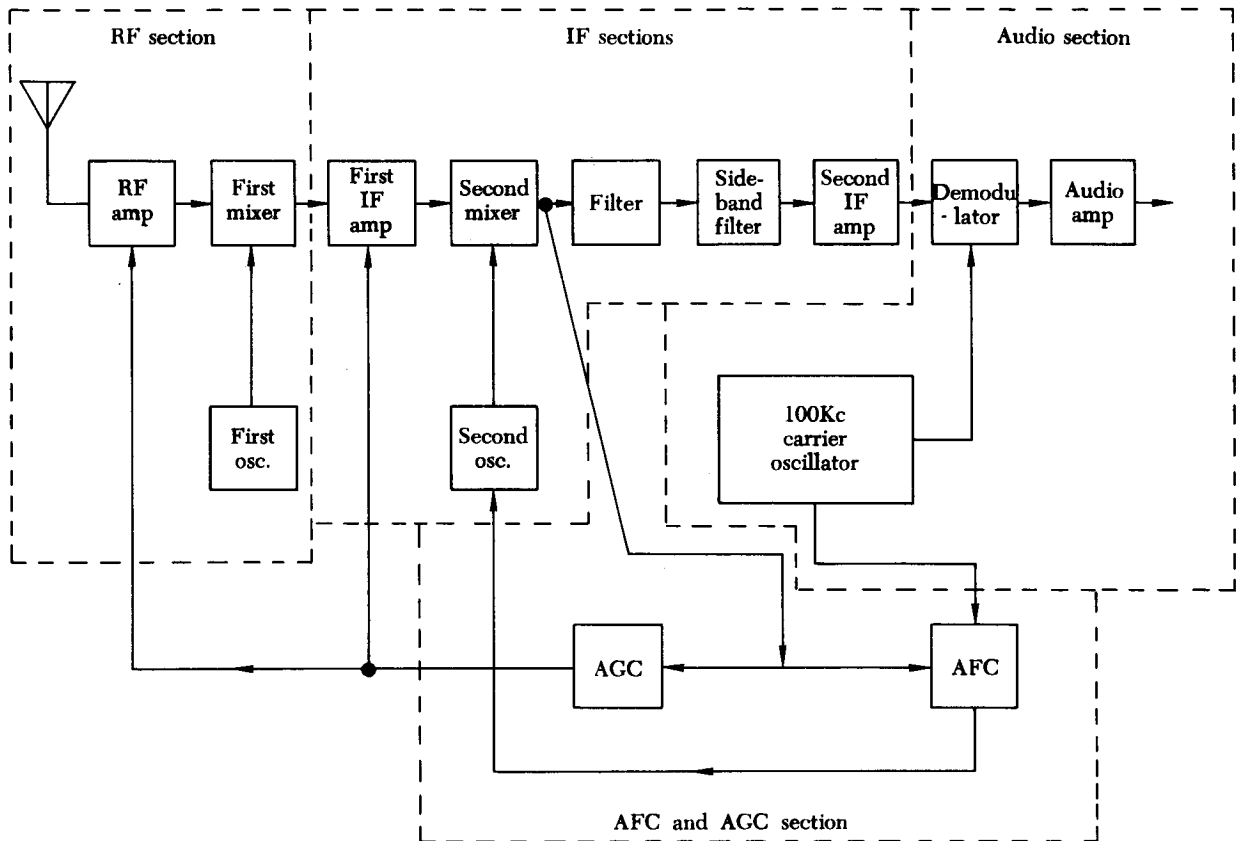 RF section
IF sections
Audio section
RF
amp
First
mixer
First
IF
amp
Second
mixer
Filter
Side-
band
filter
Second
IF
amp
Demodu
- lator
Audio
amp
First
osc.
Second
osc.
100Kc
carrier
oscillator
AGC
AFC
AFC and AGC section